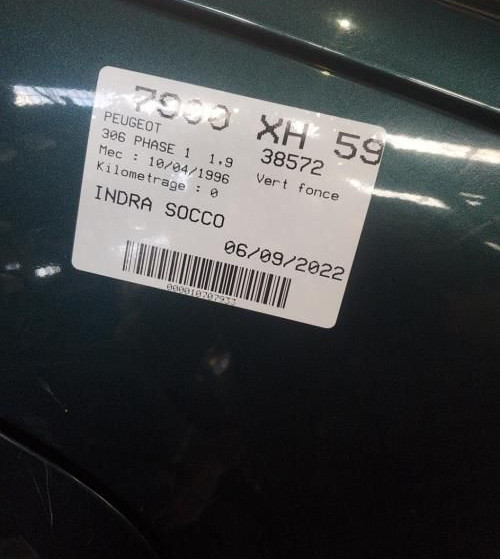 7900 XH 59
PEUGEOT
306 PHASE 1 1.9 38572
Mec : 10/04/1996 Vert fonce
Kilometrage : 0
INDRA SOCCO
06/09/2022